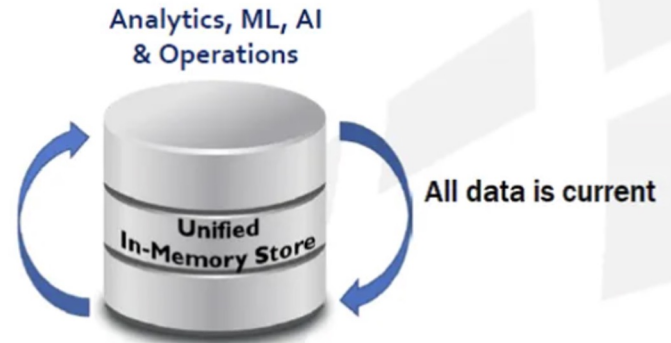 Analytics, ML, AI
& Operations
Unified
In-Memory Store
All data is current